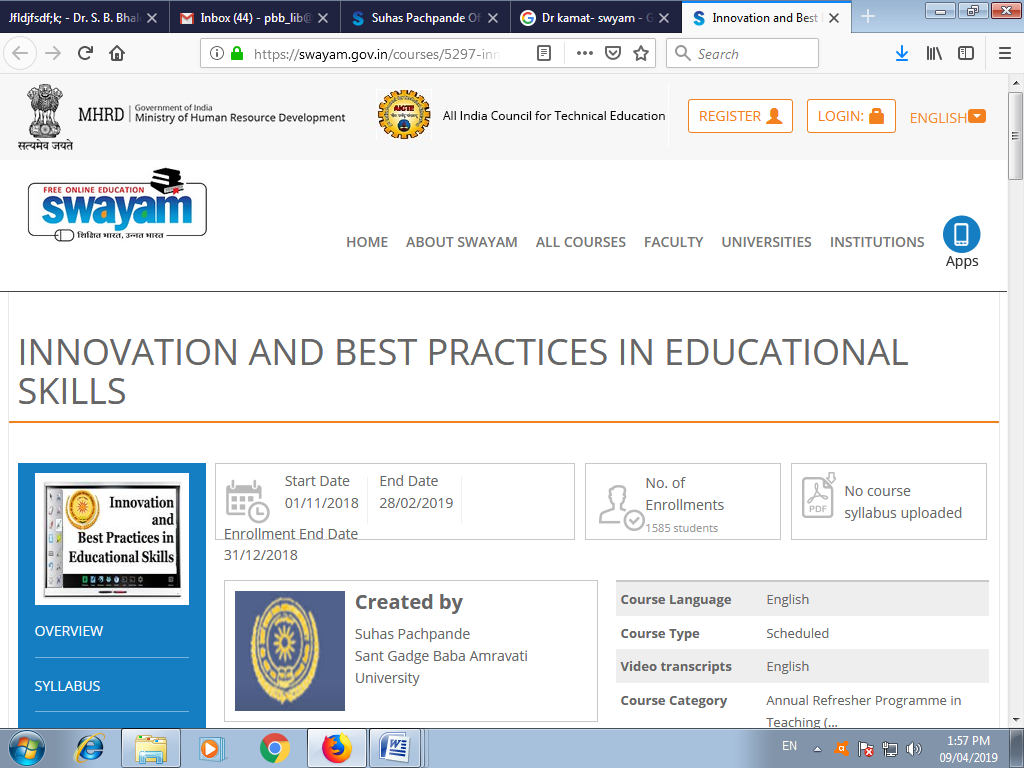 Jfldjfsdf;k; - Dr. S. B. Bhal
Inbox (44) - pbb_lib@
Suhas Pachpande Of
Dr kamat- swyam - G
Innovation and Best
https://swayam.gov.in/courses/5297-inn
Search
सत्यमेव जयते
MHRD
Government of India
Ministry of Human Resource Development
AICTE
All India Council for Technical Education
REGISTER
LOGIN:
ENGLISH
FREE ONLINE EDUCATION
swayam
शिक्षित भारत, उन्नत भारत
HOME
ABOUT SWAYAM
ALL COURSES
FACULTY
UNIVERSITIES
INSTITUTIONS
Apps
INNOVATION AND BEST PRACTICES IN EDUCATIONAL
SKILLS
Innovation
and
Best Practices in
Educational Skills
OVERVIEW
SYLLABUS
Start Date
01/11/2018
End Date
28/02/2019
Enrollment End Date
31/12/2018
No. of
Enrollments
1585 students
PDF
No course
syllabus uploaded
Created by
Suhas Pachpande
Sant Gadge Baba Amravati
University
Course Language English
Course Type Scheduled
Video transcripts English
Course Category Annual Refresher Programme in
Teaching (...
EN
1:57 PM
09/04/2019